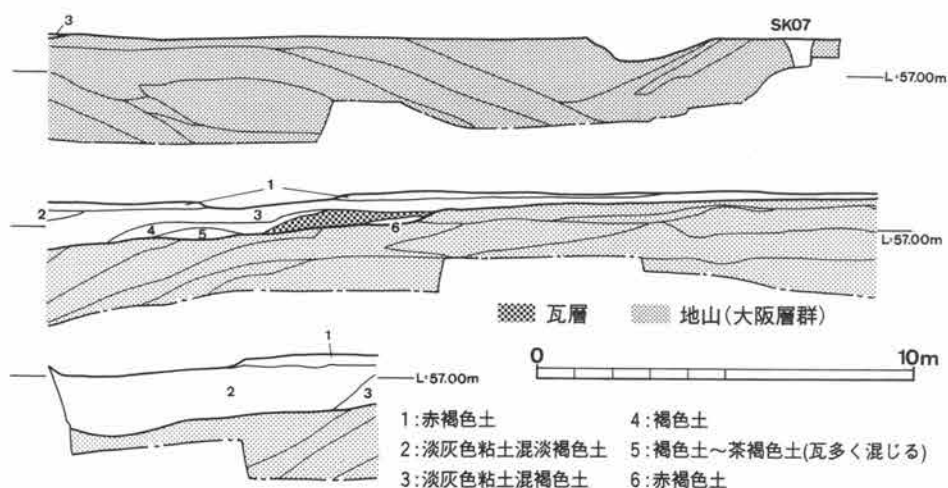 3
SK07
L=57.00m
1
2
3
4
5
6
L=57.00m
瓦層
地山(大阪層群)
1
0
10m
2
L=57.00m
3
1:赤褐色土
2:淡灰色粘土混淡褐色土
3:淡灰色粘土混褐色土
4:褐色土
5:褐色土~茶褐色土(瓦多く混じる)
6:赤褐色土